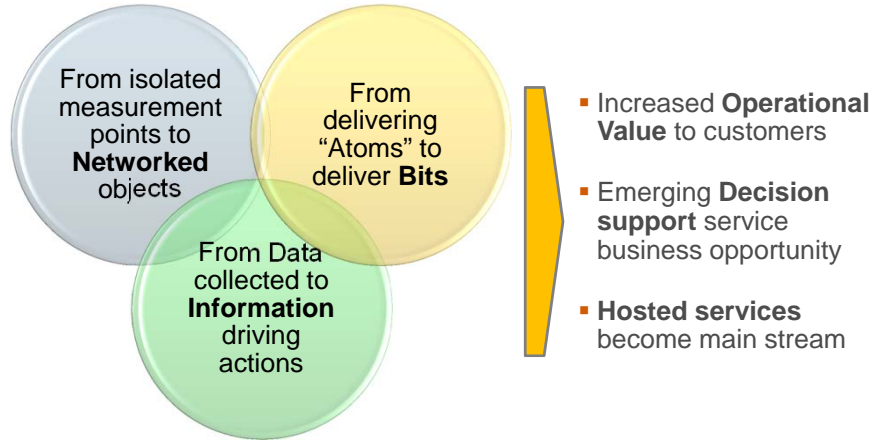 From isolated
measurement
points to
Networked
objects
From
delivering
“Atoms” to
deliver Bits
From Data
collected to
Information
driving
actions
▪ Increased Operational
Value to customers
▪ Emerging Decision
support service
business opportunity
▪ Hosted services
become main stream